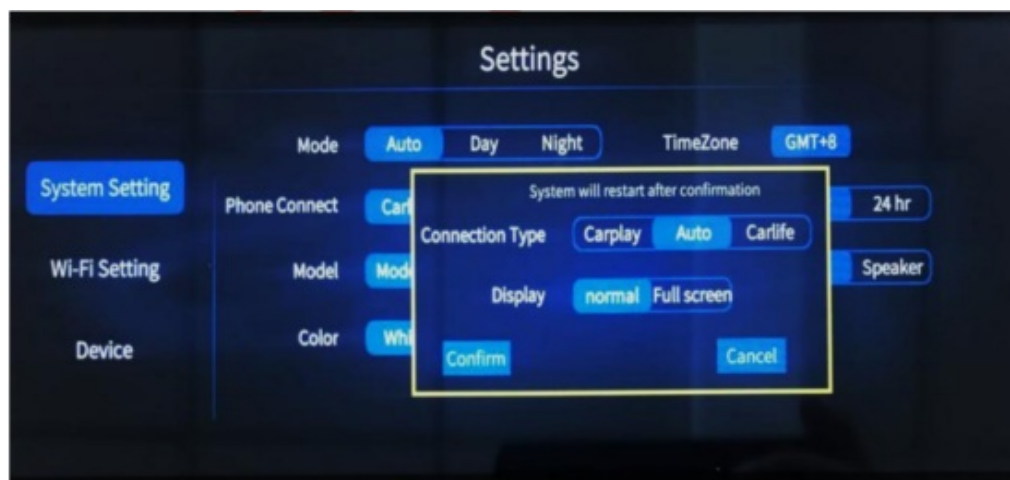 Settings
Mode Auto Day Night TimeZone GMT+8
System Setting
Phone Connect 24 hr
Wi-Fi Setting
Model Speaker
Color
Device
System will restart after confirmation
Connection Type Carplay Auto Carlife
Display normal Full screen
Confirm Cancel